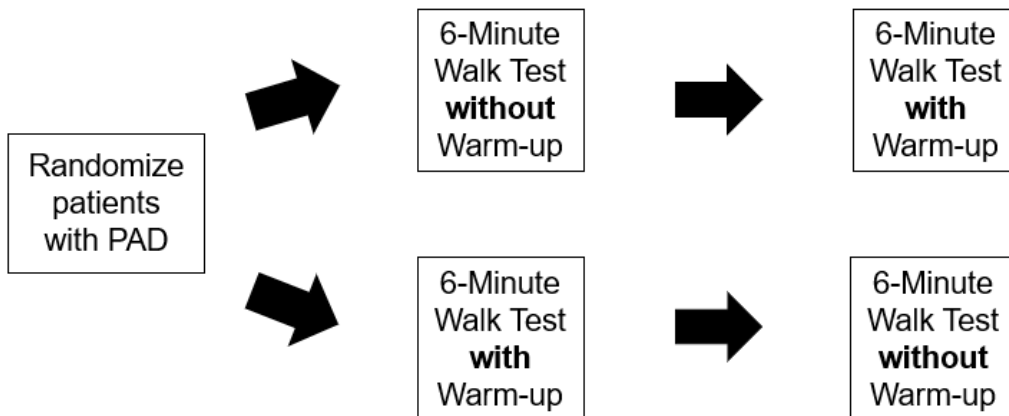 Randomize
patients
with PAD
6-Minute
Walk Test
without
Warm-up
6-Minute
Walk Test
with
Warm-up
6-Minute
Walk Test
with
Warm-up
6-Minute
Walk Test
without
Warm-up